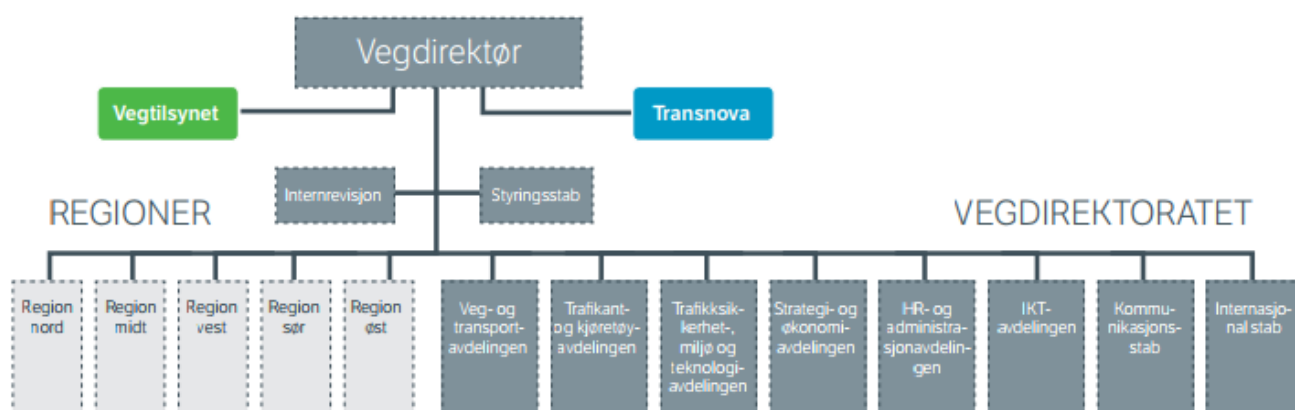 Vegdirektør
Vegtilsynet
Transnova
Internrevisjon
Styringsstab
REGIONER
VEGDIREKTORATET
Region
nord
Region
midt
Region
vest
Region
sør
Region
øst
Veg- og
transport-
avdelingen
Trafikant-
og kjøretøy-
avdelingen
Trafikksik-
kerhet-,
miljø og
teknologi-
avdelingen
Strategi- og
økonomi-
avdelingen
HR- og
administra-
sjonavdelin-
gen
IKT-
avdelingen
Kommu-
nikasjons-
stab
Internasjo-
nal stab